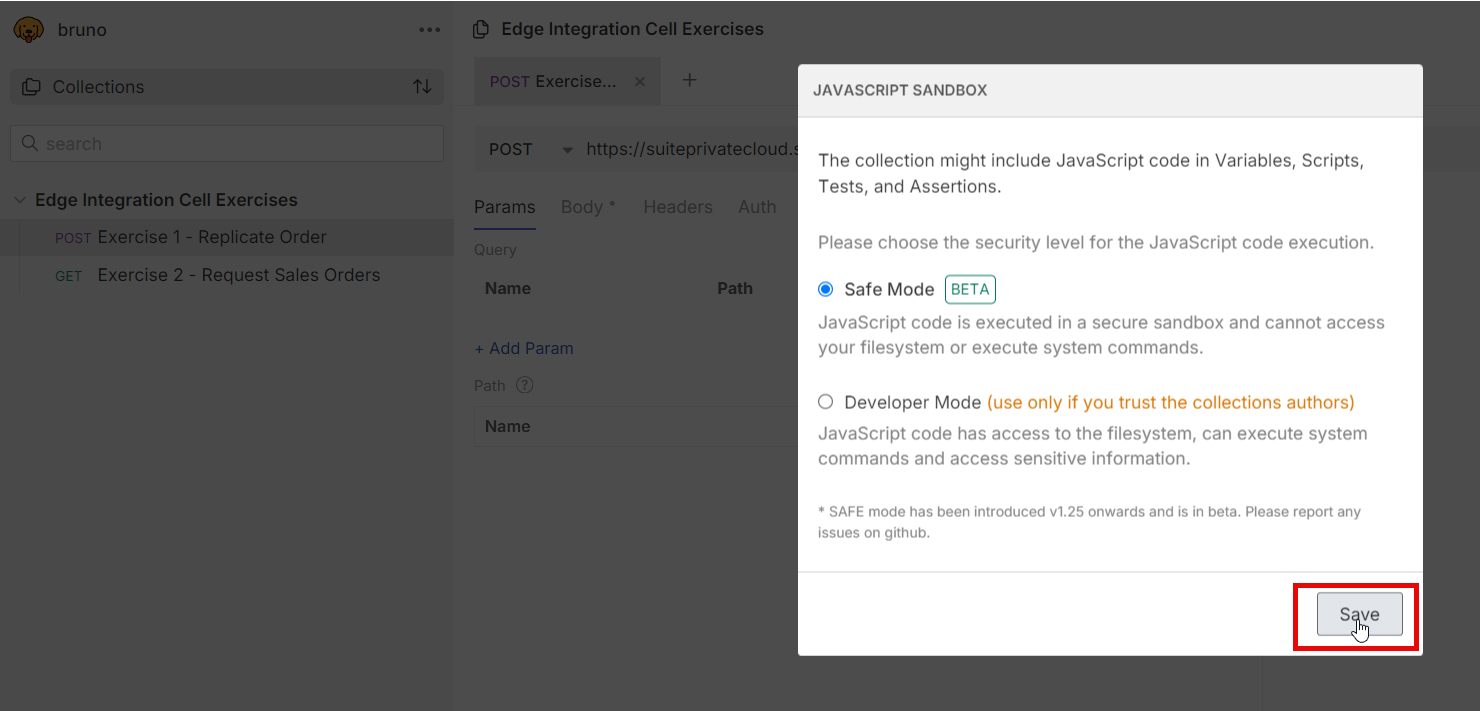 bruno
Collections
search
Edge Integration Cell Exercises
POST Exercise 1 - Replicate Order
GET Exercise 2 - Request Sales Orders
Edge Integration Cell Exercises
POST Exercise...
POST https://suiteprivatecloud.s
Params Body * Headers Auth
Query
Name Path
+ Add Param
Path ?
Name
JAVASCRIPT SANDBOX
The collection might include JavaScript code in Variables, Scripts,
Tests, and Assertions.
Please choose the security level for the JavaScript code execution.
Safe Mode BETA
JavaScript code is executed in a secure sandbox and cannot access
your filesystem or execute system commands.
Developer Mode (use only if you trust the collections authors)
JavaScript code has access to the filesystem, can execute system
commands and access sensitive information.
* SAFE mode has been introduced v1.25 onwards and is in beta. Please report any
issues on github.
Save